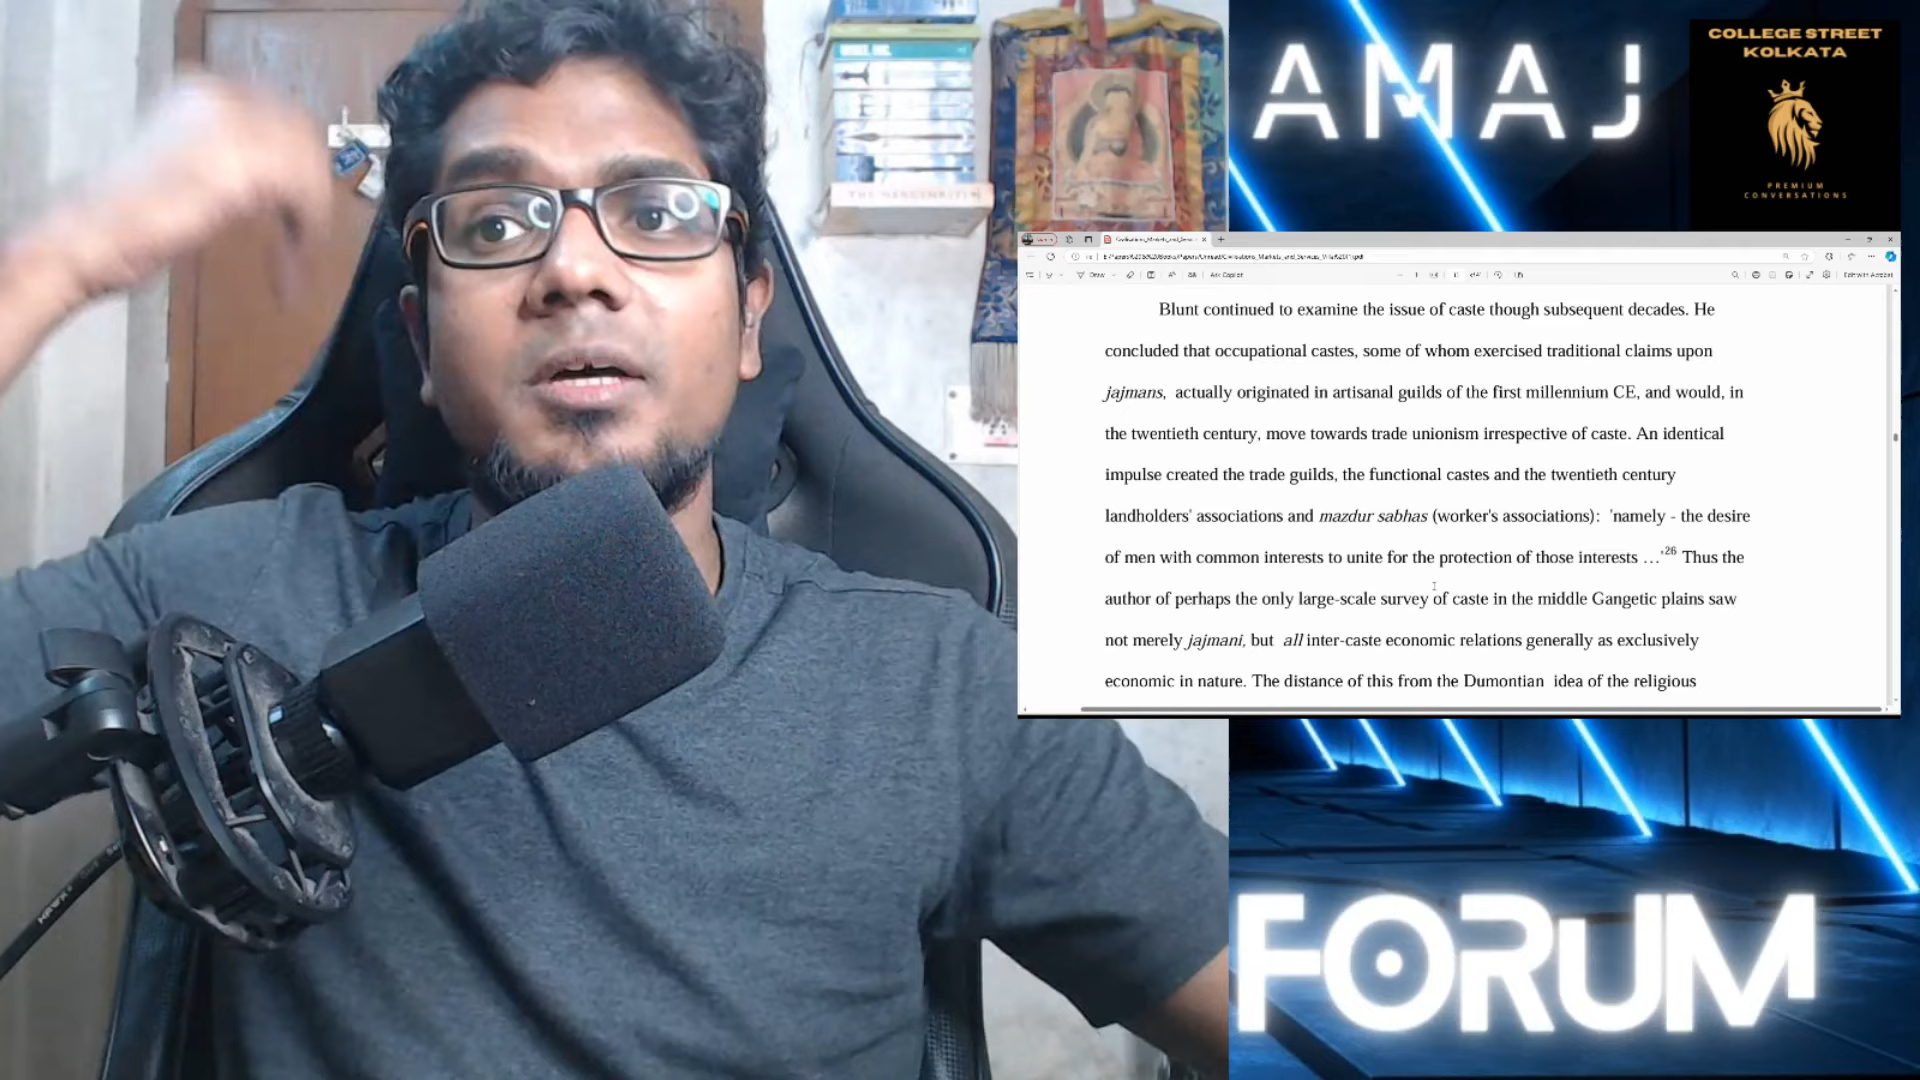 AMAJ
COLLEGE STREET
KOLKATA
PREMIUM
CONVERSATIONS
Draw
Ask Copilot
Edit with Acrobat
Blunt continued to examine the issue of caste though subsequent decades. He
concluded that occupational castes, some of whom exercised traditional claims upon
jajmans, actually originated in artisanal guilds of the first millennium CE, and would, in
the twentieth century, move towards trade unionism irrespective of caste. An identical
impulse created the trade guilds, the functional castes and the twentieth century
landholders' associations and mazdur sabhas (worker's associations): 'namely - the desire
of men with common interests to unite for the protection of those interests …'26 Thus the
author of perhaps the only large-scale survey of caste in the middle Gangetic plains saw
not merely jajmani, but all inter-caste economic relations generally as exclusively
economic in nature. The distance of this from the Dumontian idea of the religious
FORUM